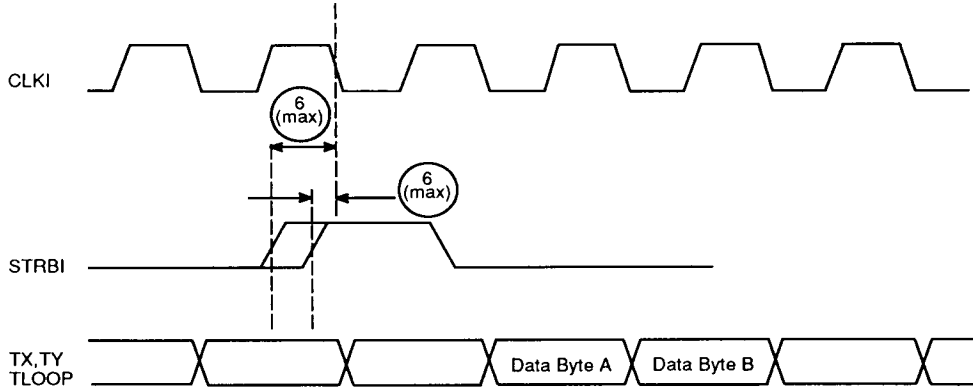 CLKI
6
(max)
6
(max)
STRBI
TX,TY
TLOOP
Data Byte A
Data Byte B